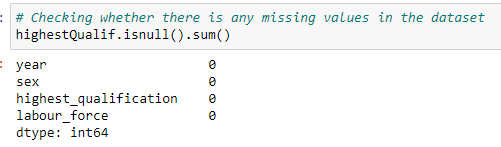 : # Checking whether there is any missing values in the dataset
highestQualif.isnull().sum()
: year 0
sex 0
highest_qualification 0
labour_force 0
dtype: int64